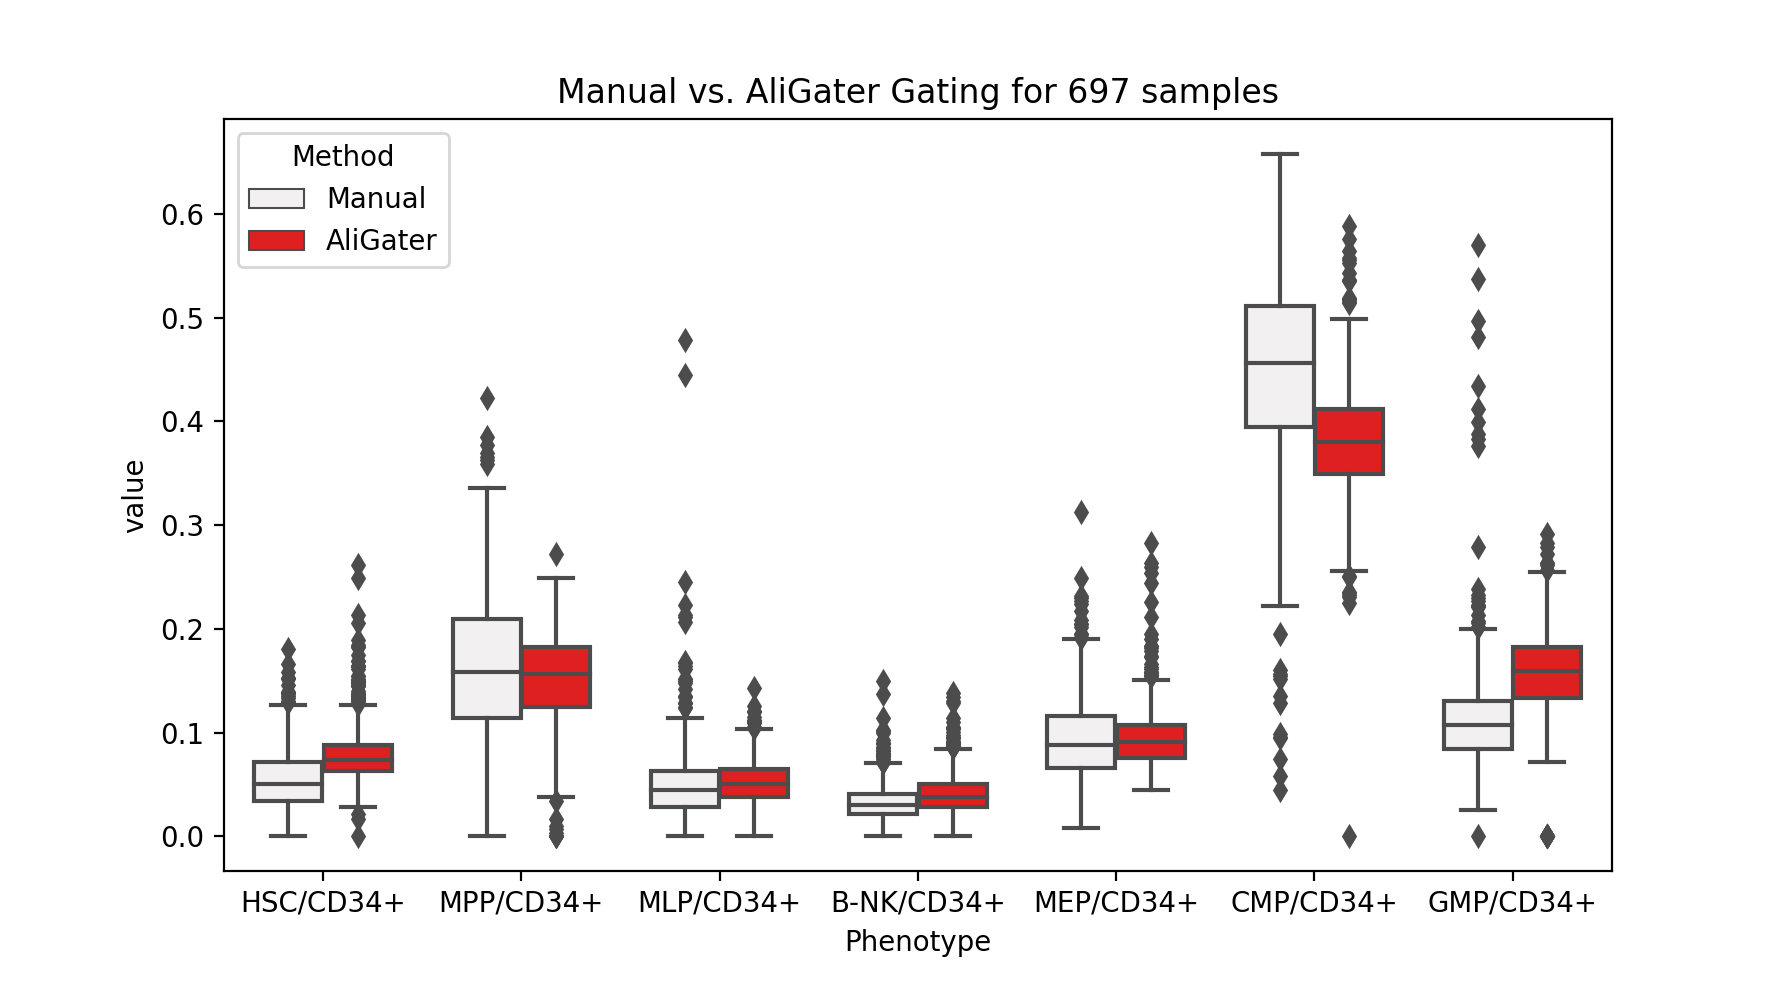 Manual vs. AliGater Gating for 697 samples
Method
Manual
AliGater
value
0.6
0.5
0.4
0.3
0.2
0.1
0.0
HSC/CD34+ MPP/CD34+ MLP/CD34+ B-NK/CD34+ MEP/CD34+ CMP/CD34+ GMP/CD34+
Phenotype